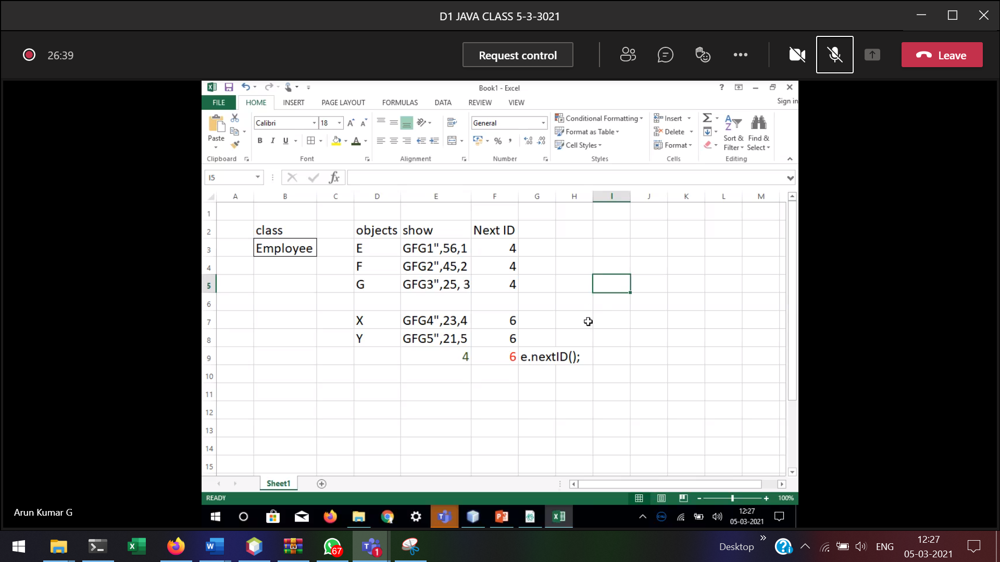 D1 JAVA CLASS 5-3-3021
26:39
Request control
Leave
Book1 - Excel
FILE HOME INSERT PAGE LAYOUT FORMULAS DATA REVIEW VIEW
Sign in
Paste
Clipboard
Calibri 18
B I U
Font
Alignment
General
%
Number
Conditional Formatting
Format as Table
Cell Styles
Styles
Insert
Delete
Format
Cells
Sort & Filter
Find & Select
Editing
I5
fx
A B C D E F G H I J K L M
1
2 class objects show Next ID
3 Employee E GFG1",56,1 4
4 F GFG2",45,2 4
5 G GFG3",25, 3 4
6
7 X GFG4",23,4 6
8 Y GFG5",21,5 6
9 4 6 e.nextID();
10
11
12
13
14
15
Sheet1
READY
100%
Arun Kumar G
12:27
05-03-2021
67
1
Desktop
ENG
12:27
05-03-2021